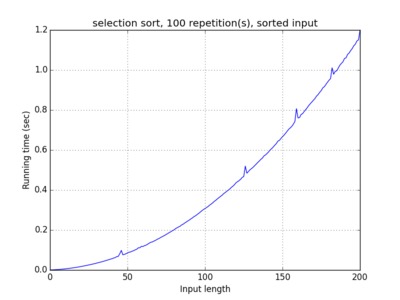 selection sort, 100 repetition(s), sorted input
1.2
1.0
0.8
0.6
0.4
0.2
0.0
Running time (sec)
0 50 100 150 200
Input length